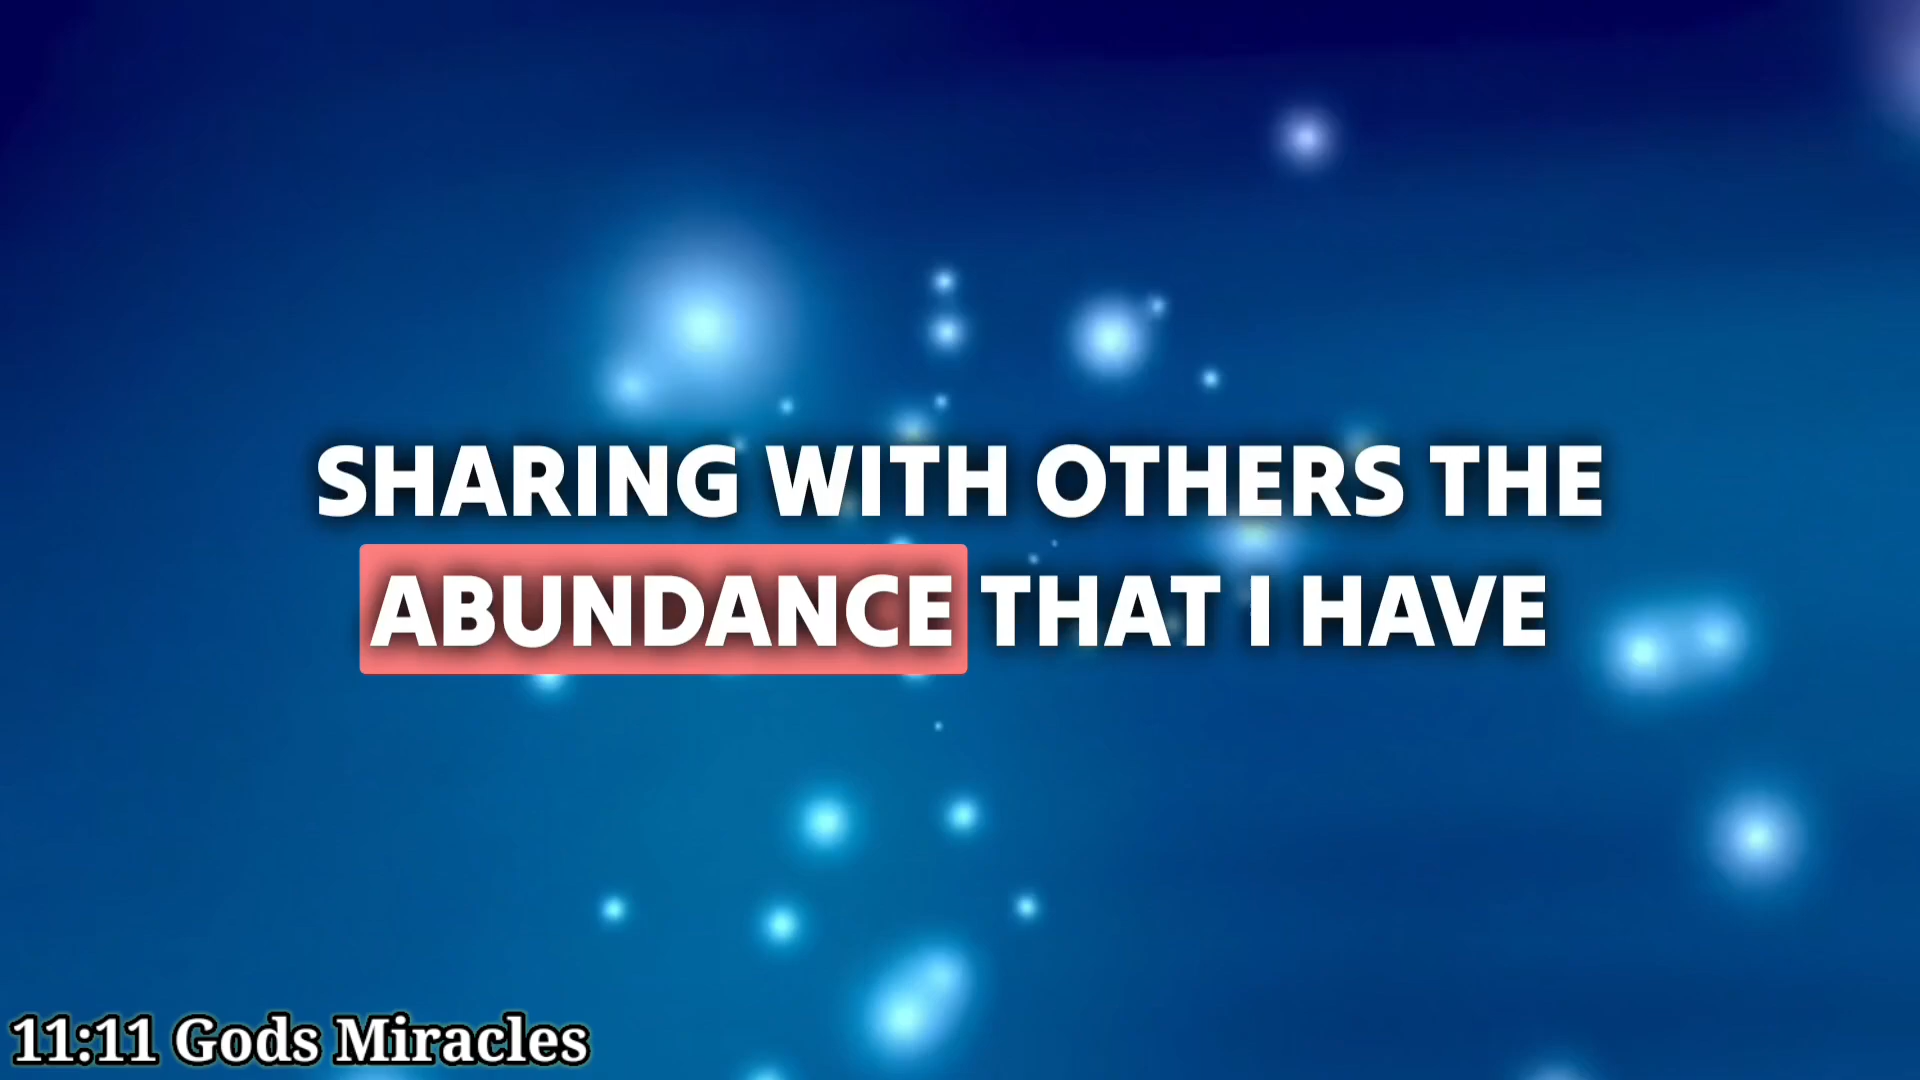 SHARING WITH OTHERS THE
ABUNDANCE THAT I HAVE
11:11 Gods Miracles